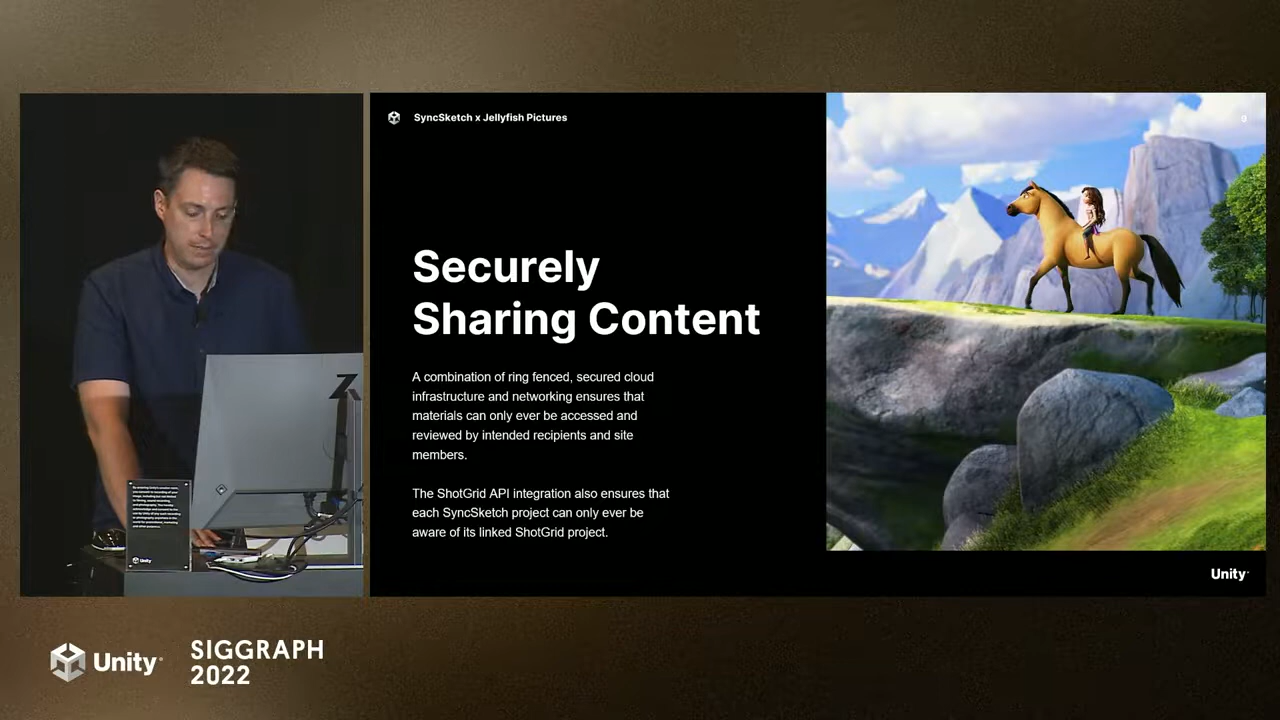 SyncSketch x Jellyfish Pictures
9
Securely
Sharing Content
A combination of ring fenced, secured cloud
infrastructure and networking ensures that
materials can only ever be accessed and
reviewed by intended recipients and site
members.
The ShotGrid API integration also ensures that
each SyncSketch project can only ever be
aware of its linked ShotGrid project.
Unity
Unity
Unity
SIGGRAPH
2022